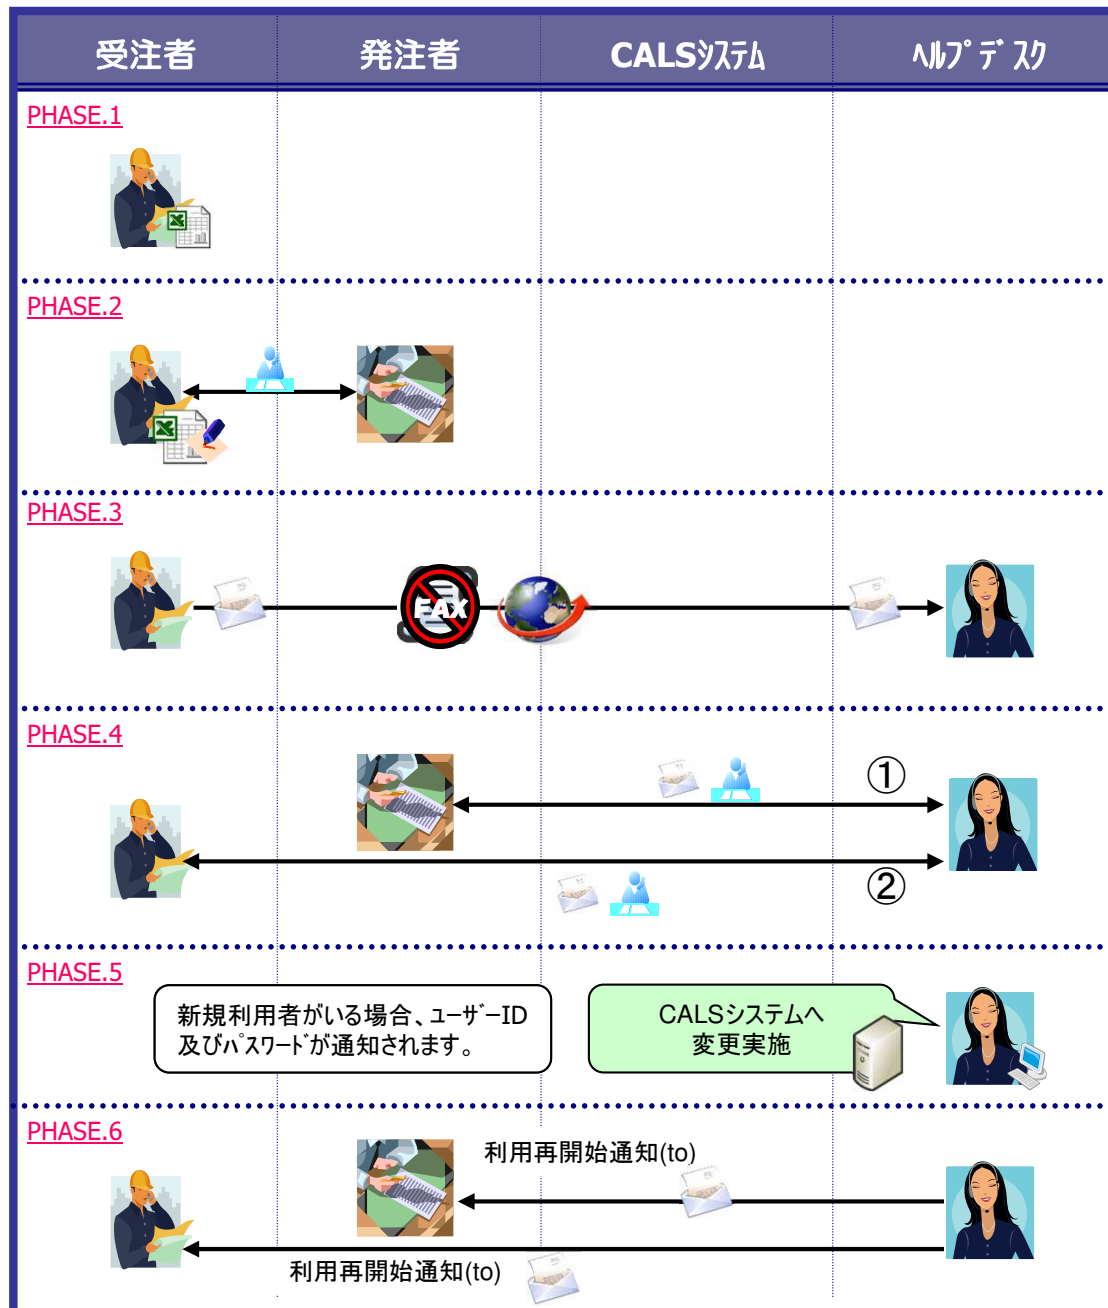 受注者
発注者
CALSｼｽﾃﾑ
ﾍﾙﾌﾟﾃﾞｽｸ
PHASE.1
PHASE.2
PHASE.3
FAX
PHASE.4
①
②
PHASE.5
新規利用者がいる場合、ﾕｰｻﾞｰID
及びﾊﾟｽﾜｰﾄﾞが通知されます。
CALSシステムへ
変更実施
PHASE.6
利用再開始通知(to)
利用再開始通知(to)